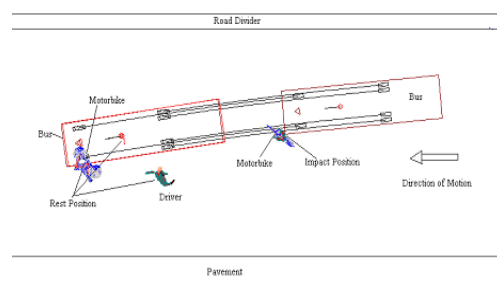 Road Divider
Motorbike
Bus
Bus
Motorbike
Impact Position
Direction of Motion
Rest Position
Driver
Pavement